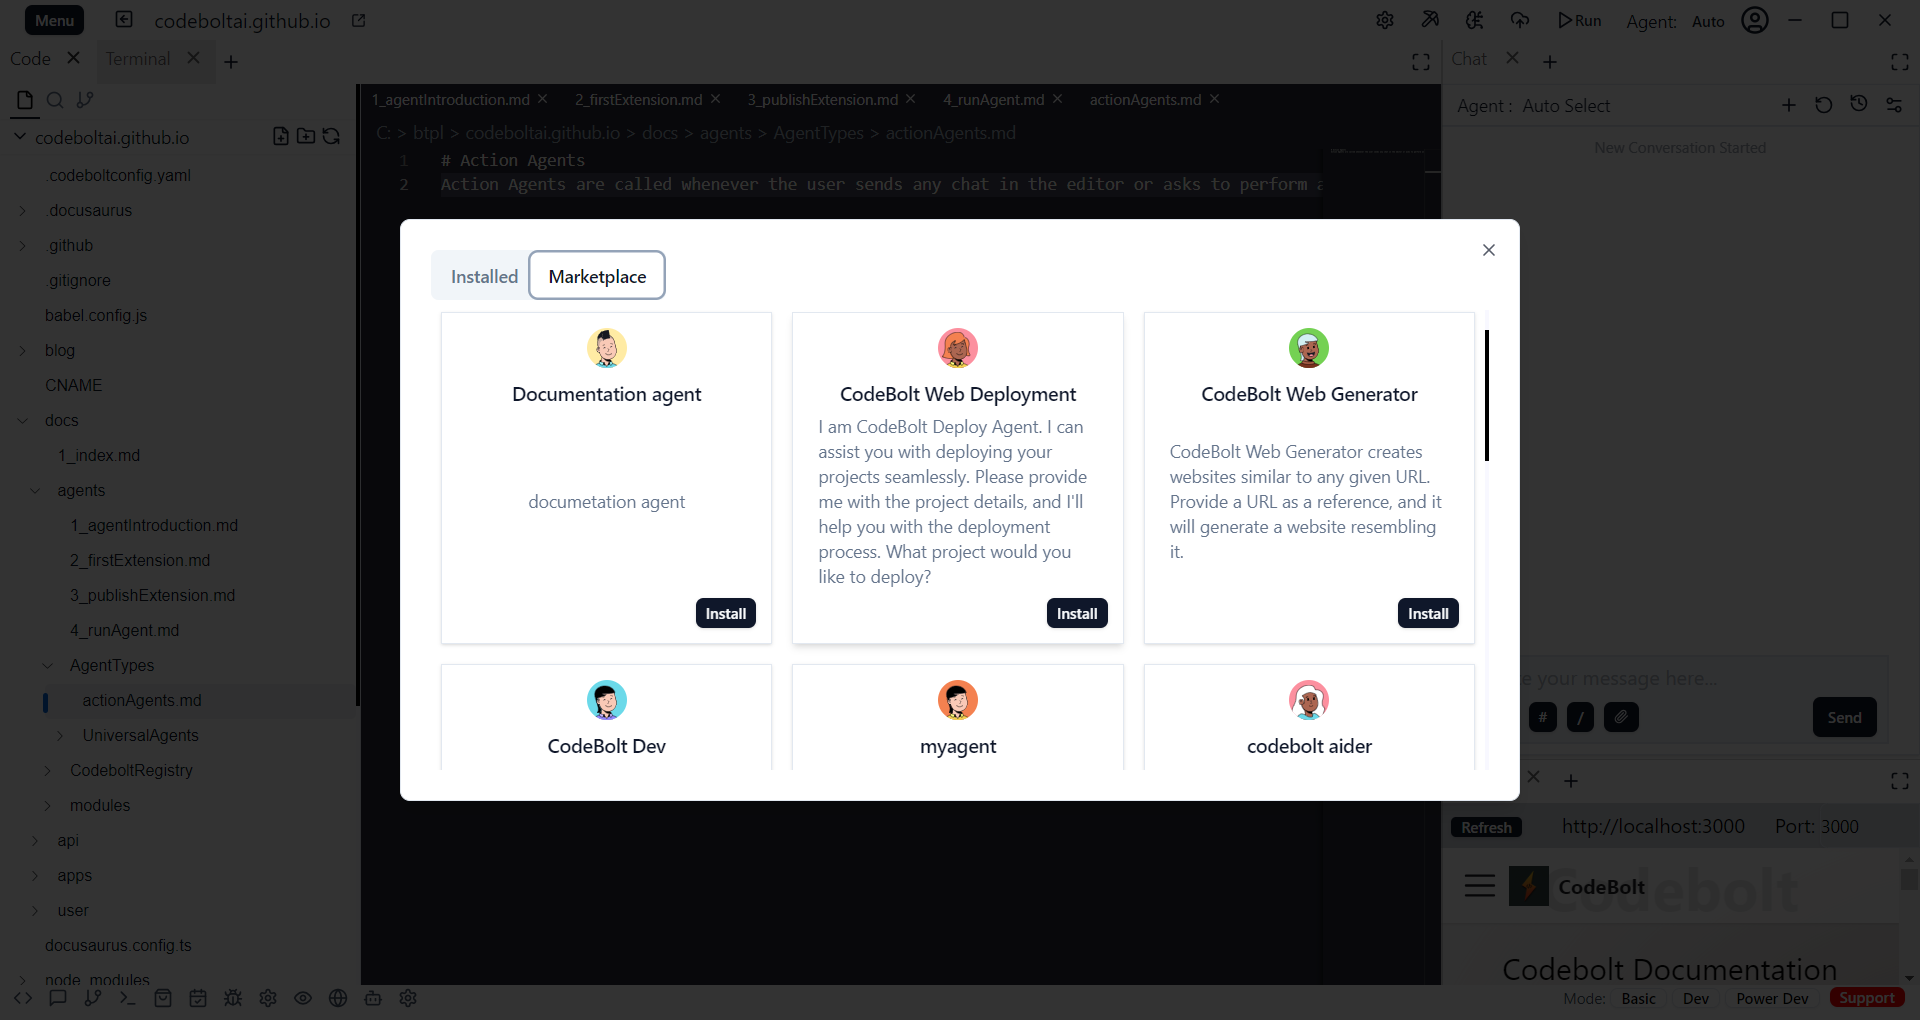 Menu
codeboltai.github.io
Run
Agent: Auto
Code
Terminal
Chat
1_agentIntroduction.md
2_firstExtension.md
3_publishExtension.md
4_runAgent.md
actionAgents.md
Agent : Auto Select
codeboltai.github.io
C: > btpl > codeboltai.github.io > docs > agents > AgentTypes > actionAgents.md
New Conversation Started
1 # Action Agents
2 Action Agents are called whenever the user sends any chat in the editor or asks to perform
.codeboltconfig.yaml
.docusaurus
.github
.gitignore
babel.config.js
blog
CNAME
docs
1_index.md
agents
1_agentIntroduction.md
2_firstExtension.md
3_publishExtension.md
4_runAgent.md
AgentTypes
actionAgents.md
UniversalAgents
CodeboltRegistry
modules
api
apps
user
docusaurus.config.ts
node_modules
Installed
Marketplace
Documentation agent
documetation agent
Install
CodeBolt Web Deployment
I am CodeBolt Deploy Agent. I can
assist you with deploying your
projects seamlessly. Please provide
me with the project details, and I'll
help you with the deployment
process. What project would you
like to deploy?
Install
CodeBolt Web Generator
CodeBolt Web Generator creates
websites similar to any given URL.
Provide a URL as a reference, and it
will generate a website resembling
it.
Install
CodeBolt Dev
myagent
codebolt aider
your message here...
# /
Send
Refresh
http://localhost:3000
Port: 3000
CodeBolt
Codebolt Documentation
Mode: Basic Dev Power Dev Support